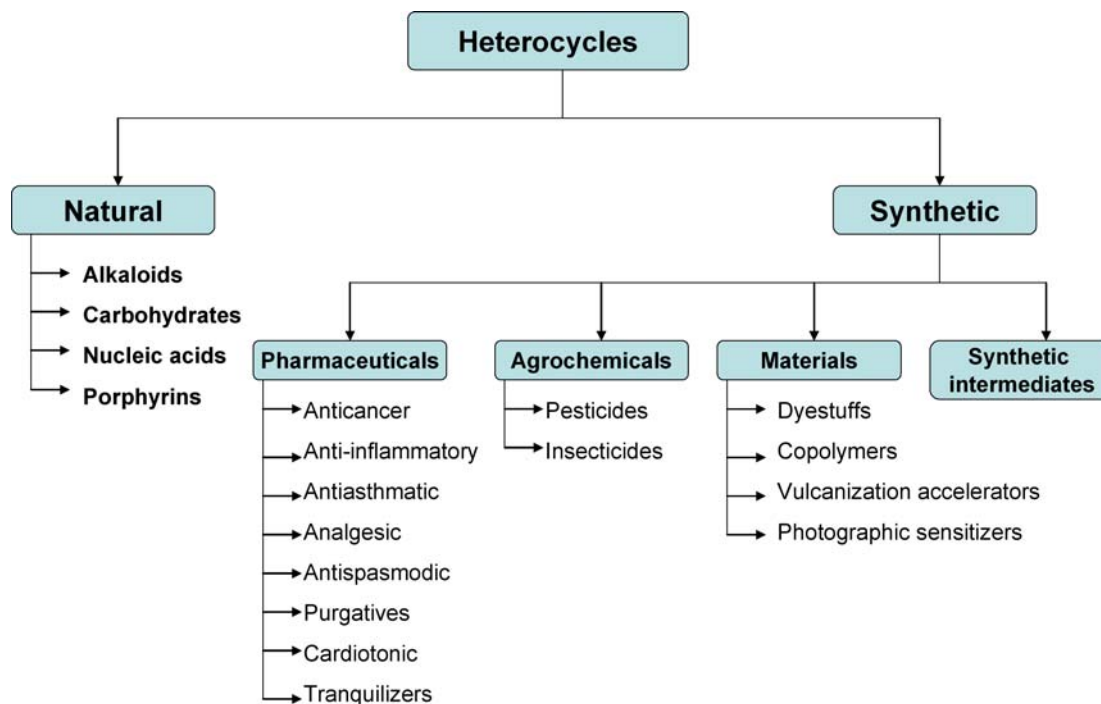 Heterocycles
Natural
Synthetic
Alkaloids
Carbohydrates
Nucleic acids
Porphyrins
Pharmaceuticals
Anticancer
Anti-inflammatory
Antiasthmatic
Analgesic
Antispasmodic
Purgatives
Cardiotonic
Tranquilizers
Agrochemicals
Pesticides
Insecticides
Materials
Dyestuffs
Copolymers
Vulcanization accelerators
Photographic sensitizers
Synthetic
intermediates